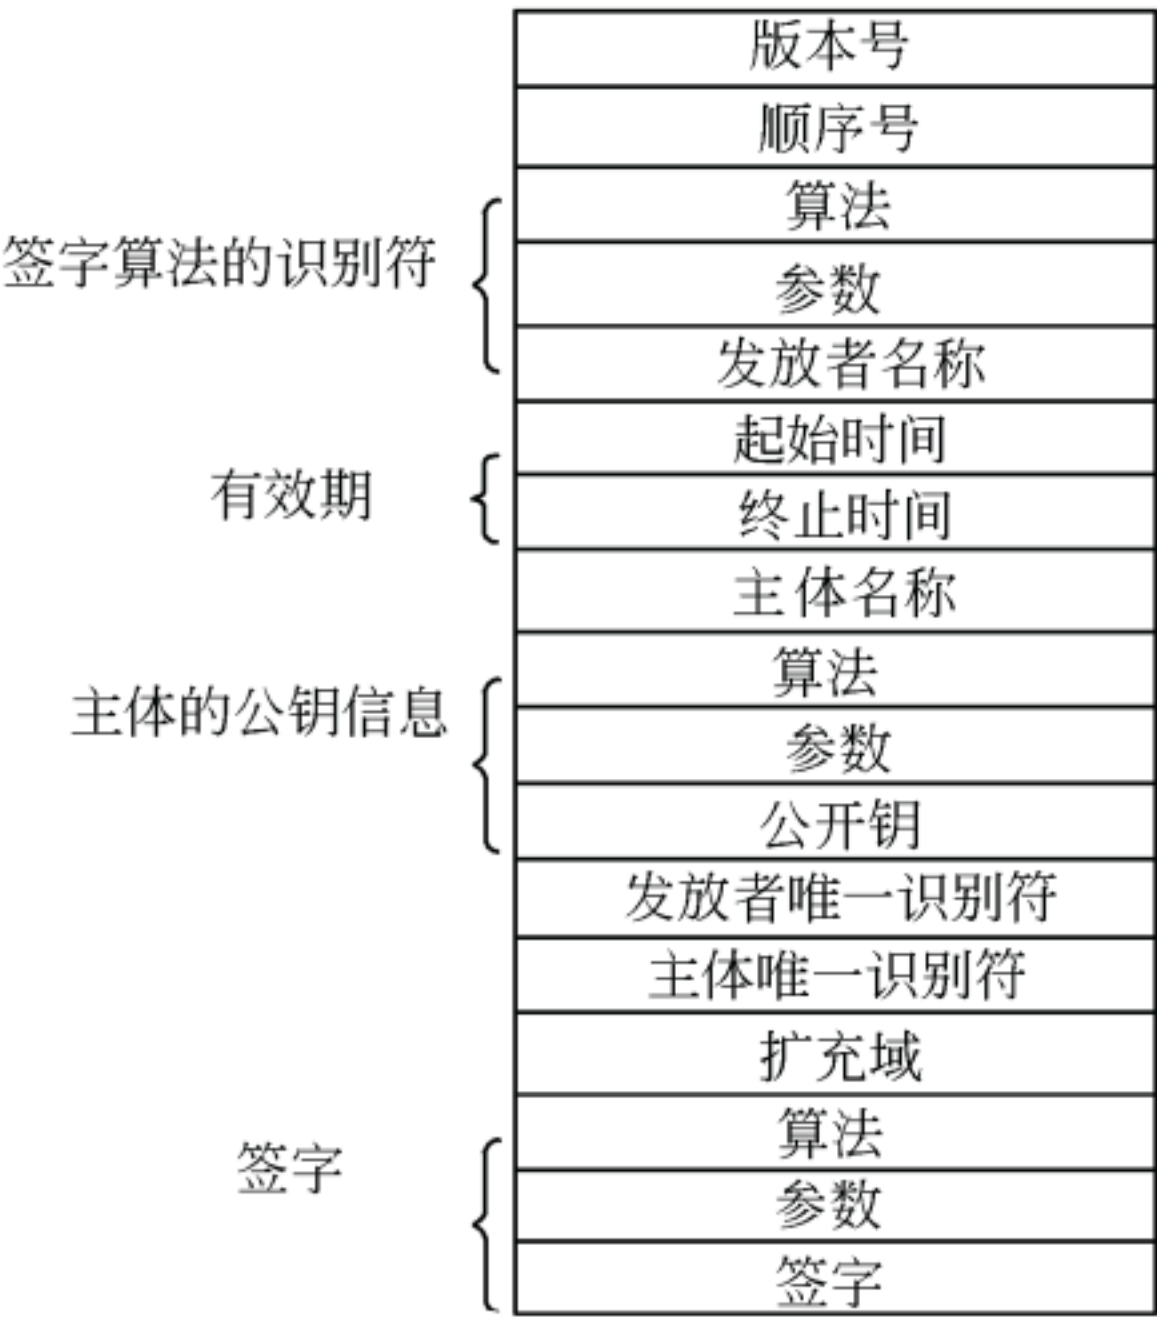 版本号
顺序号
签字算法的识别符
算法
参数
发放者名称
有效期
起始时间
终止时间
主体名称
主体的公钥信息
算法
参数
公开钥
发放者唯一识别符
主体唯一识别符
扩充域
签字
算法
参数
签字